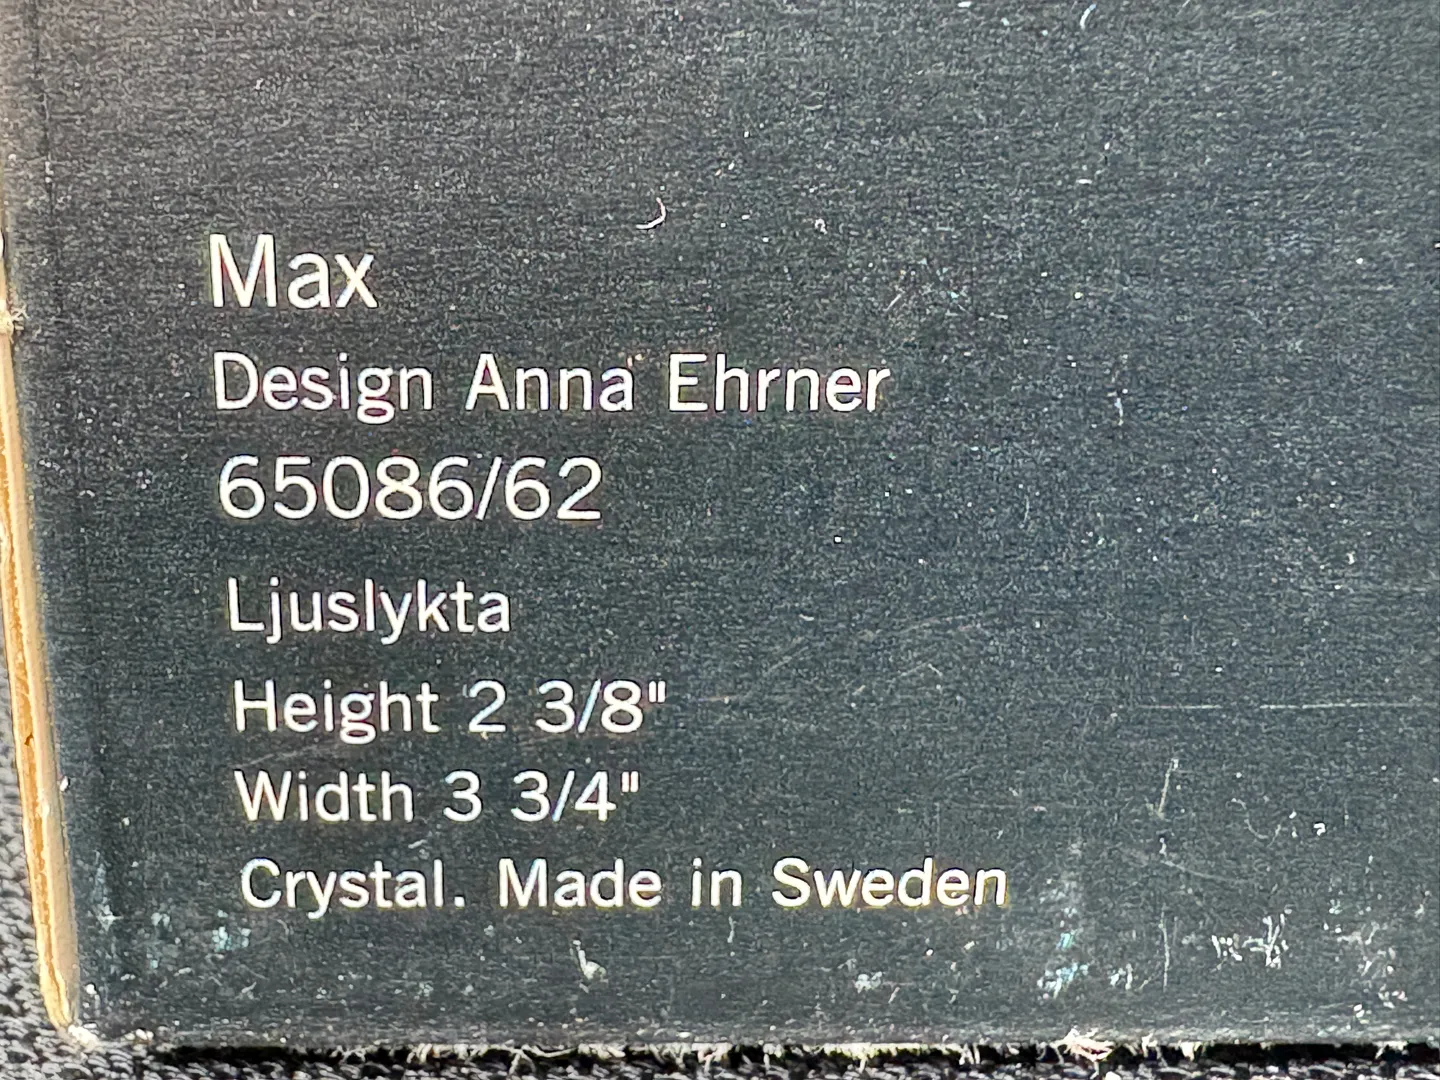 Max
Design Anna Ehrner
65086/62
Ljuslykta
Height 2 3/8"
Width 3 3/4"
Crystal. Made in Sweden